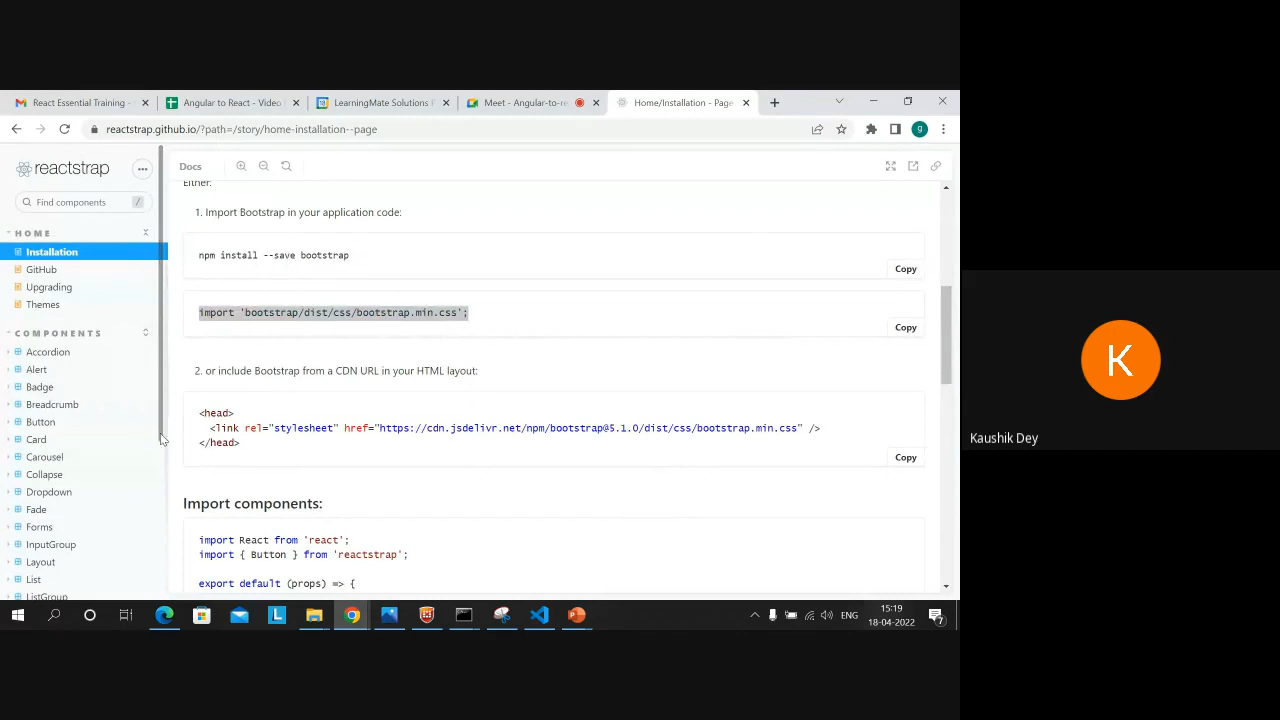 React Essential Training -
Angular to React - Video
LearningMate Solutions
Meet - Angular-to-re
Home/Installation - Page
reactstrap.github.io/?path=/story/home-installation--page
g
reactstrap
Docs
Find components
/
HOME
Installation
GitHub
Upgrading
Themes
COMPONENTS
Accordion
Alert
Badge
Breadcrumb
Button
Card
Carousel
Collapse
Dropdown
Fade
Forms
InputGroup
Layout
List
ListGroup
Either:
1. Import Bootstrap in your application code:
npm install --save bootstrap
Copy
import 'bootstrap/dist/css/bootstrap.min.css';
Copy
2. or include Bootstrap from a CDN URL in your HTML layout:
<head>
<link rel="stylesheet" href="https://cdn.jsdelivr.net/npm/bootstrap@5.1.0/dist/css/bootstrap.min.css" />
</head>
Copy
Import components:
import React from 'react';
import { Button } from 'reactstrap';
export default (props) => {
K
Kaushik Dey
L
ENG
15:19
18-04-2022
7